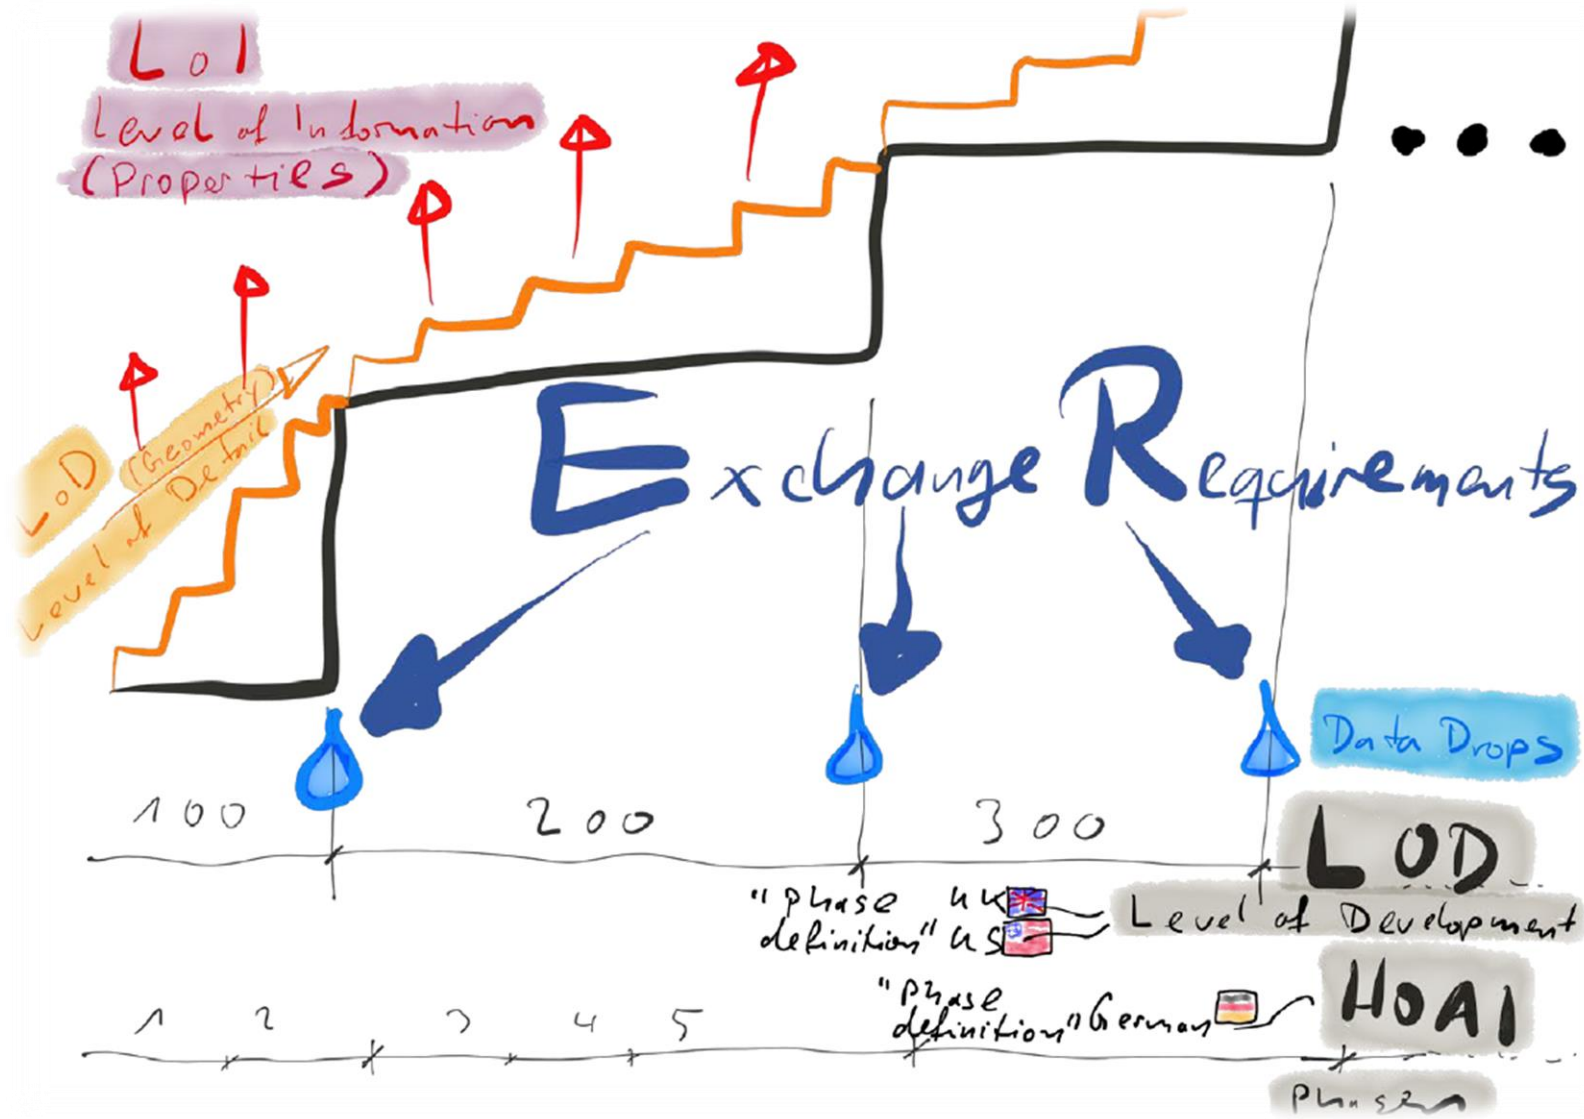 LoI
Level of Information
(Properties)
LoD
(Geometry)
Level of Detail
Exchange Requirements
Data Drops
100 200 300
LOD
"phase definition" UK
US
Level of Development
HOAI
"phase definition" German
1 2 3 4 5
Phasen